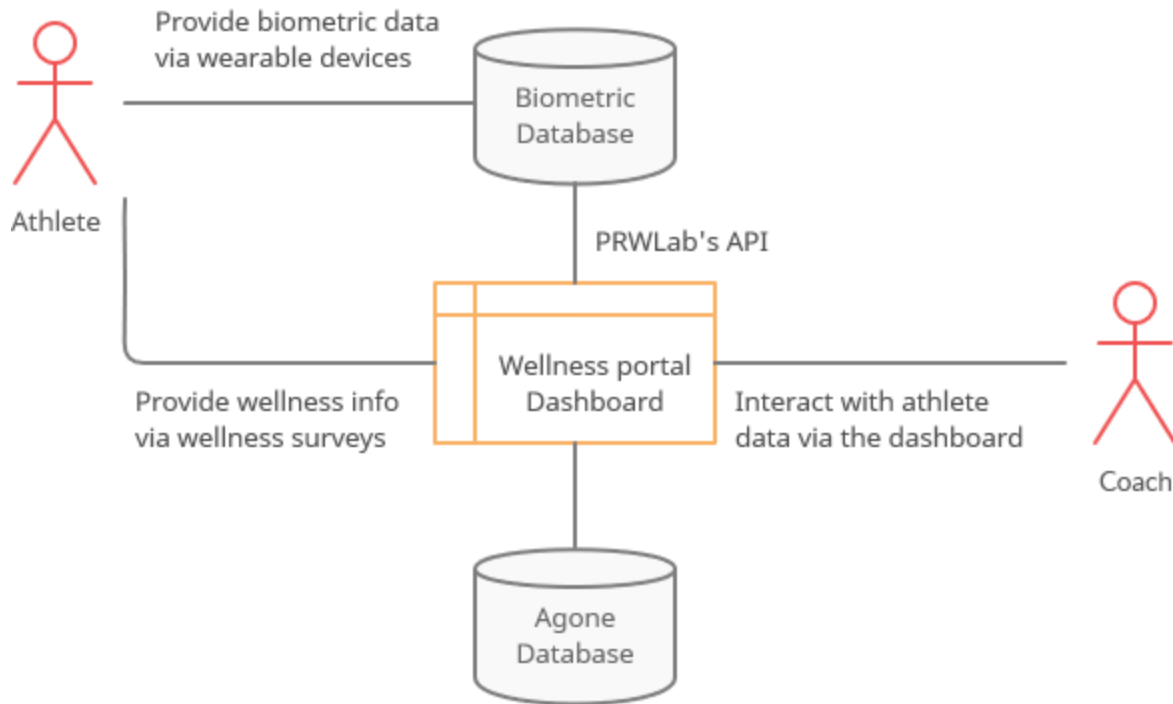 Provide biometric data
via wearable devices
Biometric
Database
Athlete
PRWLab's API
Wellness portal
Dashboard
Provide wellness info
via wellness surveys
Interact with athlete
data via the dashboard
Coach
Agone
Database